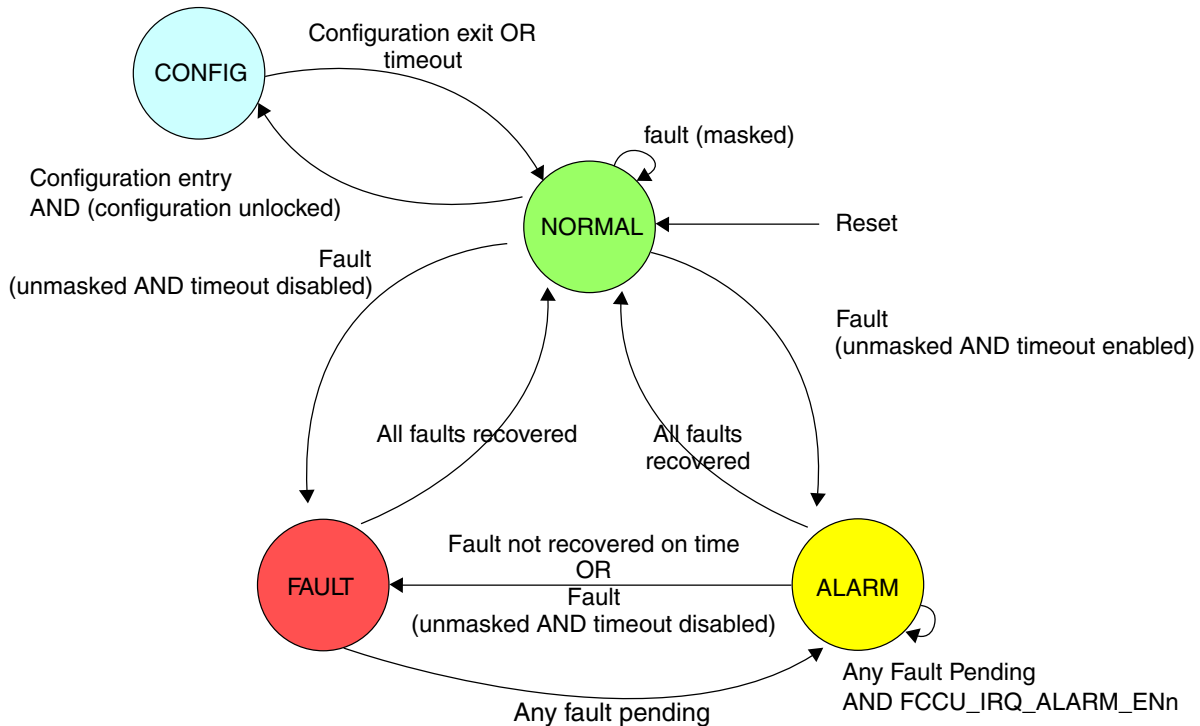 Configuration exit OR
timeout
CONFIG
fault (masked)
Configuration entry
AND (configuration unlocked)
NORMAL
Reset
Fault
(unmasked AND timeout disabled)
Fault
(unmasked AND timeout enabled)
All faults recovered
All faults
recovered
Fault not recovered on time
OR
Fault
(unmasked AND timeout disabled)
FAULT
ALARM
Any Fault Pending
AND FCCU_IRQ_ALARM_ENn
Any fault pending